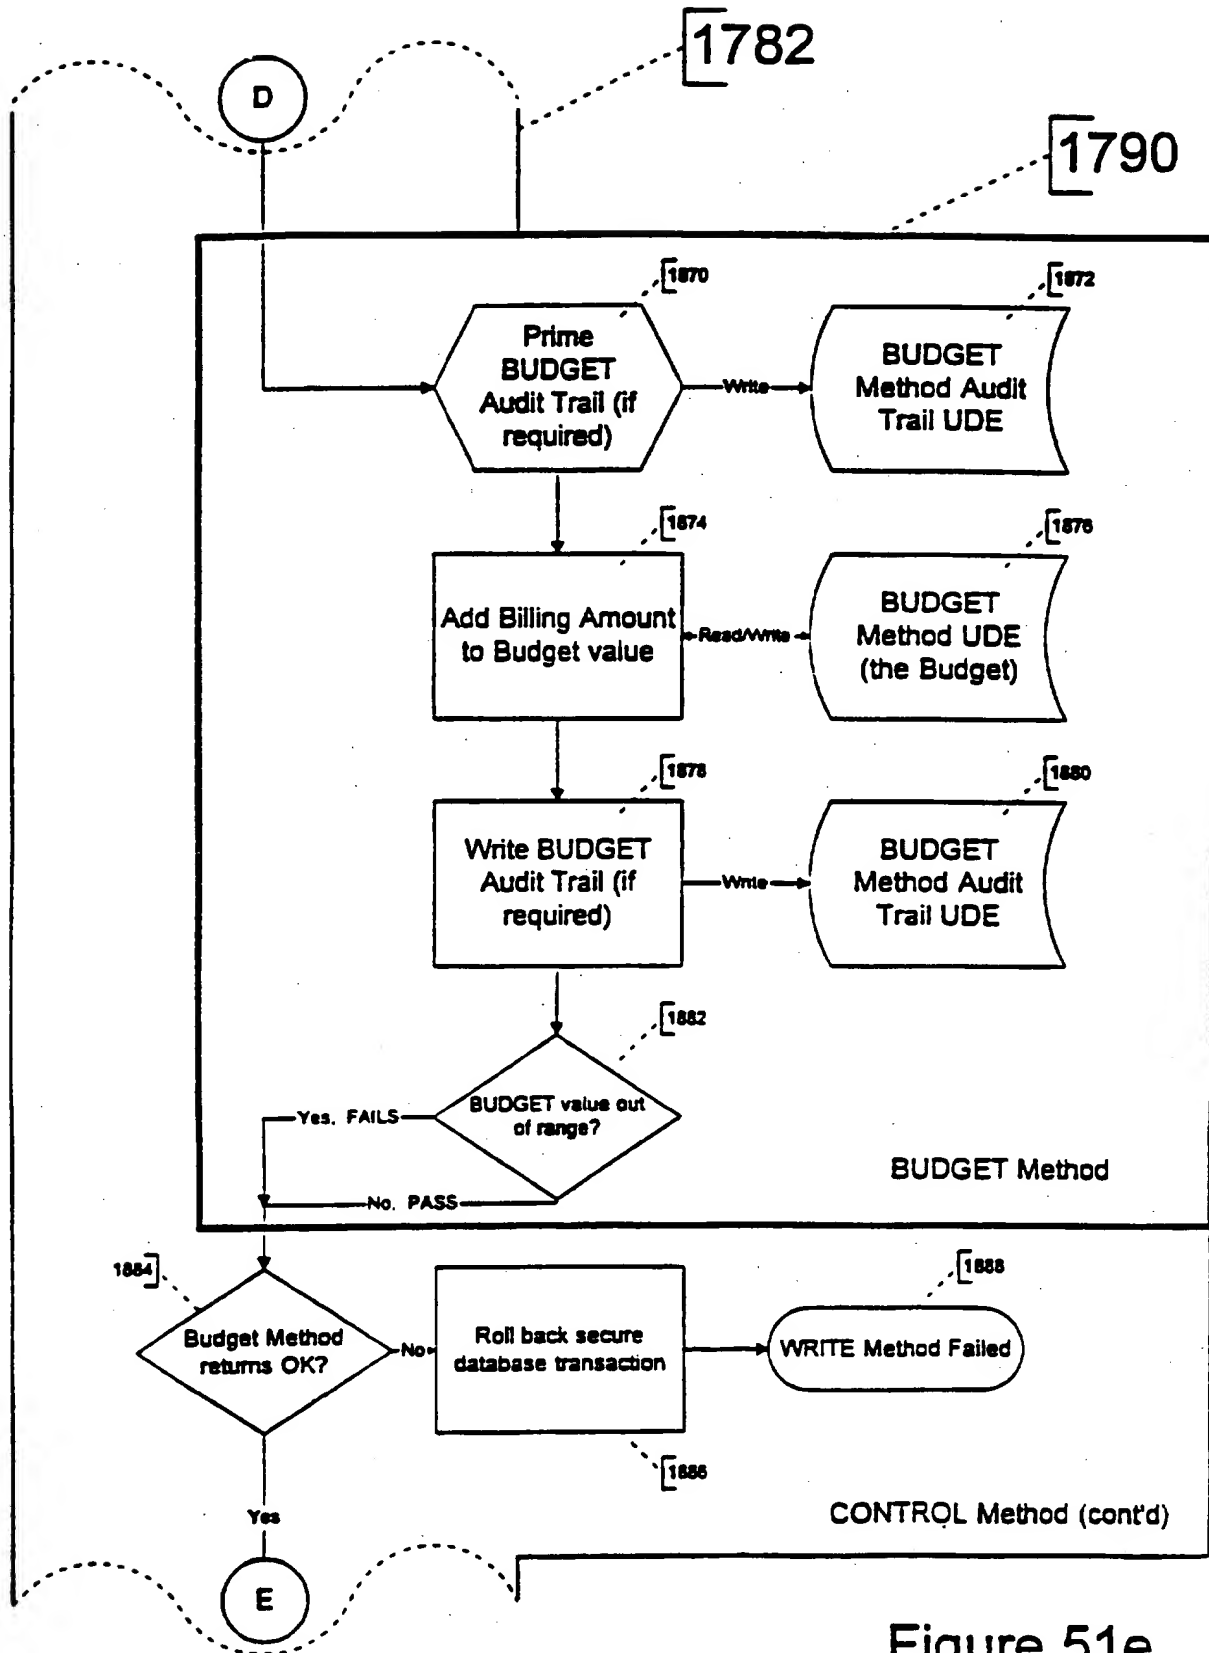 1782
D
1790
1870
1872
Prime
BUDGET
Audit Trail (if
required)
Write
BUDGET
Method Audit
Trail UDE
1874
1876
Add Billing Amount
to Budget value
Read/Write
BUDGET
Method UDE
(the Budget)
1878
1880
Write BUDGET
Audit Trail (if
required)
Write
BUDGET
Method Audit
Trail UDE
1882
BUDGET value out
of range?
Yes, FAILS
No, PASS
BUDGET Method
1884
1888
Budget Method
returns OK?
No
Roll back secure
database transaction
WRITE Method Failed
1886
Yes
CONTROL Method (cont'd)
E
Figure 51e